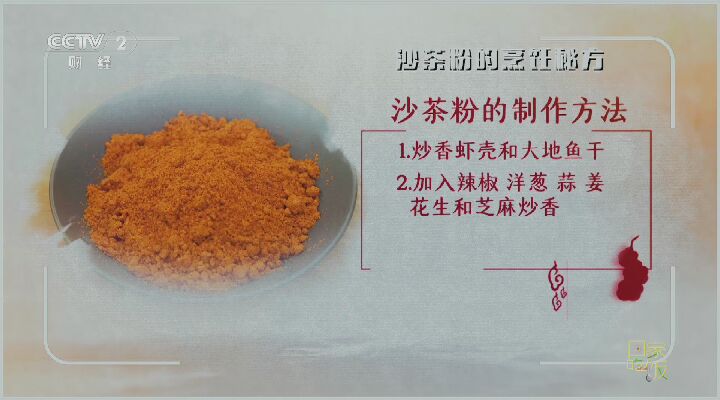 CCTV 2
财 经
沙茶粉的烹饪秘方
沙茶粉的制作方法
1.炒香虾壳和大地鱼干
2.加入辣椒 洋葱 蒜 姜
花生和芝麻炒香